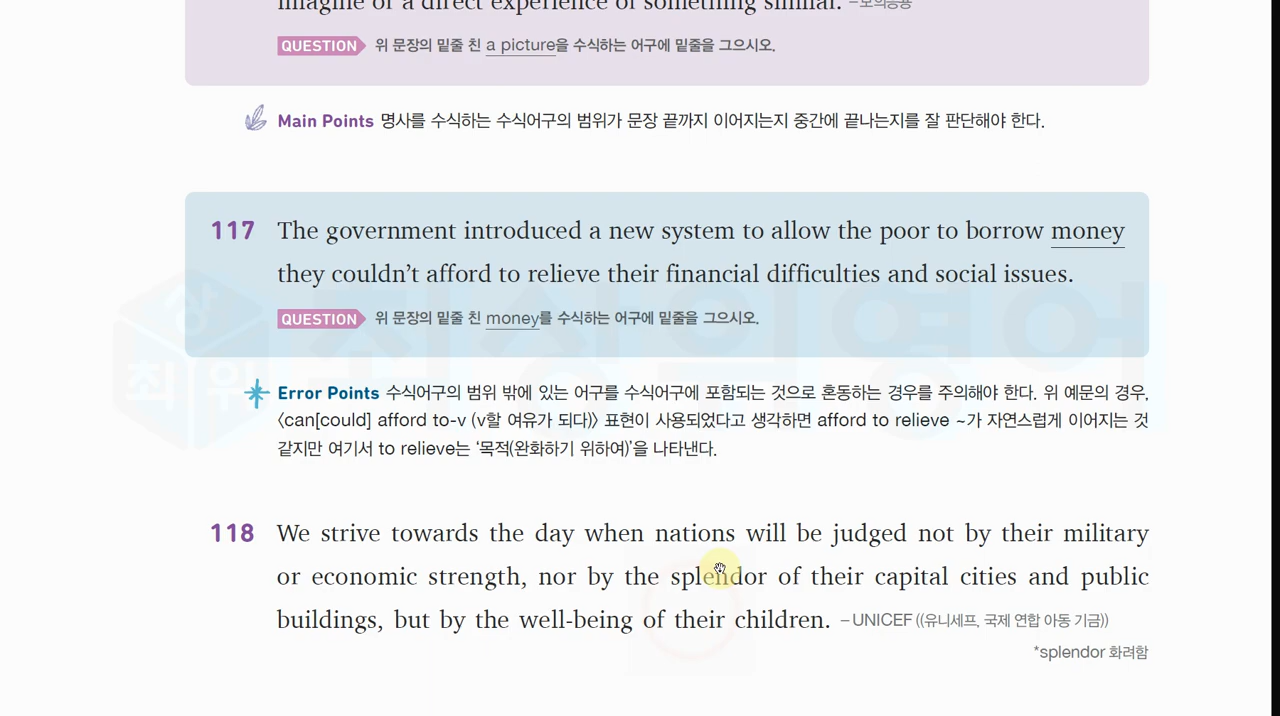 imagine or a direct experience of something similar. – 모의응용
QUESTION 위 문장의 밑줄 친 a picture을 수식하는 어구에 밑줄을 그으시오.
Main Points 명사를 수식하는 수식어구의 범위가 문장 끝까지 이어지는지 중간에 끝나는지를 잘 판단해야 한다.
117 The government introduced a new system to allow the poor to borrow money
they couldn’t afford to relieve their financial difficulties and social issues.
QUESTION 위 문장의 밑줄 친 money를 수식하는 어구에 밑줄을 그으시오.
Error Points 수식어구의 범위 밖에 있는 어구를 수식어구에 포함되는 것으로 혼동하는 경우를 주의해야 한다. 위 예문의 경우,
〈can[could] afford to-v (v할 여유가 되다)〉 표현이 사용되었다고 생각하면 afford to relieve ~가 자연스럽게 이어지는 것
같지만 여기서 to relieve는 ‘목적(완화하기 위하여)’을 나타낸다.
118 We strive towards the day when nations will be judged not by their military
or economic strength, nor by the splendor of their capital cities and public
buildings, but by the well-being of their children. – UNICEF ((유니세프, 국제 연합 아동 기금))
*splendor 화려함
최상위 최상위영어